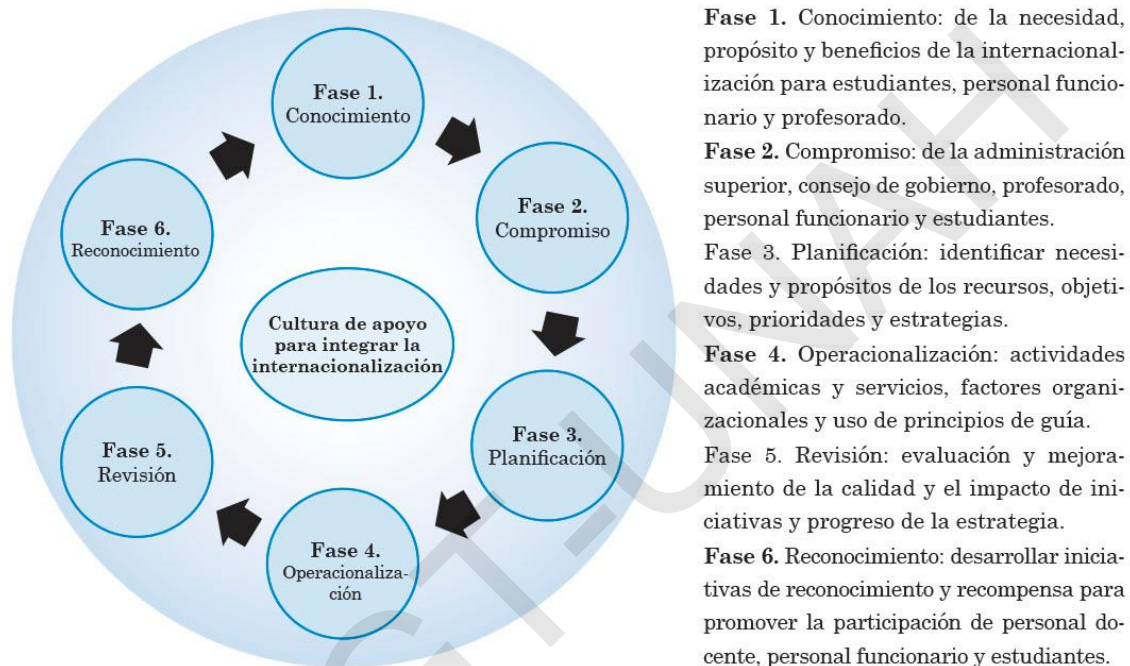 Fase 1.
Conocimiento
Fase 2.
Compromiso
Fase 3.
Planificación
Fase 4.
Operacionaliza-
ción
Fase 5.
Revisión
Fase 6.
Reconocimiento
Cultura de apoyo
para integrar la
internacionalización
Fase 1. Conocimiento: de la necesidad,
propósito y beneficios de la internacional-
ización para estudiantes, personal funcio-
nario y profesorado.
Fase 2. Compromiso: de la administración
superior, consejo de gobierno, profesorado,
personal funcionario y estudiantes.
Fase 3. Planificación: identificar necesi-
dades y propósitos de los recursos, objeti-
vos, prioridades y estrategias.
Fase 4. Operacionalización: actividades
académicas y servicios, factores organi-
zacionales y uso de principios de guía.
Fase 5. Revisión: evaluación y mejora-
miento de la calidad y el impacto de ini-
ciativas y progreso de la estrategia.
Fase 6. Reconocimiento: desarrollar inicia-
tivas de reconocimiento y recompensa para
promover la participación de personal do-
cente, personal funcionario y estudiantes.